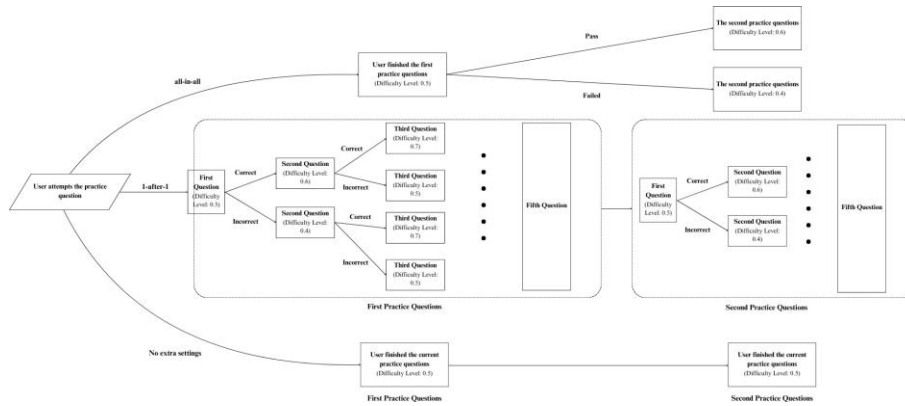 The second practice questions
(Difficulty Level: 0.6)
Pass
all-in-all
User finished the first
practice questions
(Difficulty Level: 0.5)
Failed
The second practice questions
(Difficulty Level: 0.4)
User attempts the practice
question
1-after-1
First
Question
(Difficulty
Level: 0.5)
Correct
Incorrect
Second Question
(Difficulty Level:
0.6)
Second Question
(Difficulty Level:
0.4)
Correct
Incorrect
Correct
Incorrect
Third Question
(Difficulty Level:
0.7)
Third Question
(Difficulty Level:
0.5)
Third Question
(Difficulty Level:
0.7)
Third Question
(Difficulty Level:
0.5)
Fifth Question
First Practice Questions
First
Question
(Difficulty
Level: 0.5)
Correct
Incorrect
Second Question
(Difficulty Level:
0.6)
Second Question
(Difficulty Level:
0.4)
Fifth Question
Second Practice Questions
No extra settings
User finished the current
practice questions
(Difficulty Level: 0.5)
First Practice Questions
User finished the current
practice questions
(Difficulty Level: 0.5)
Second Practice Questions